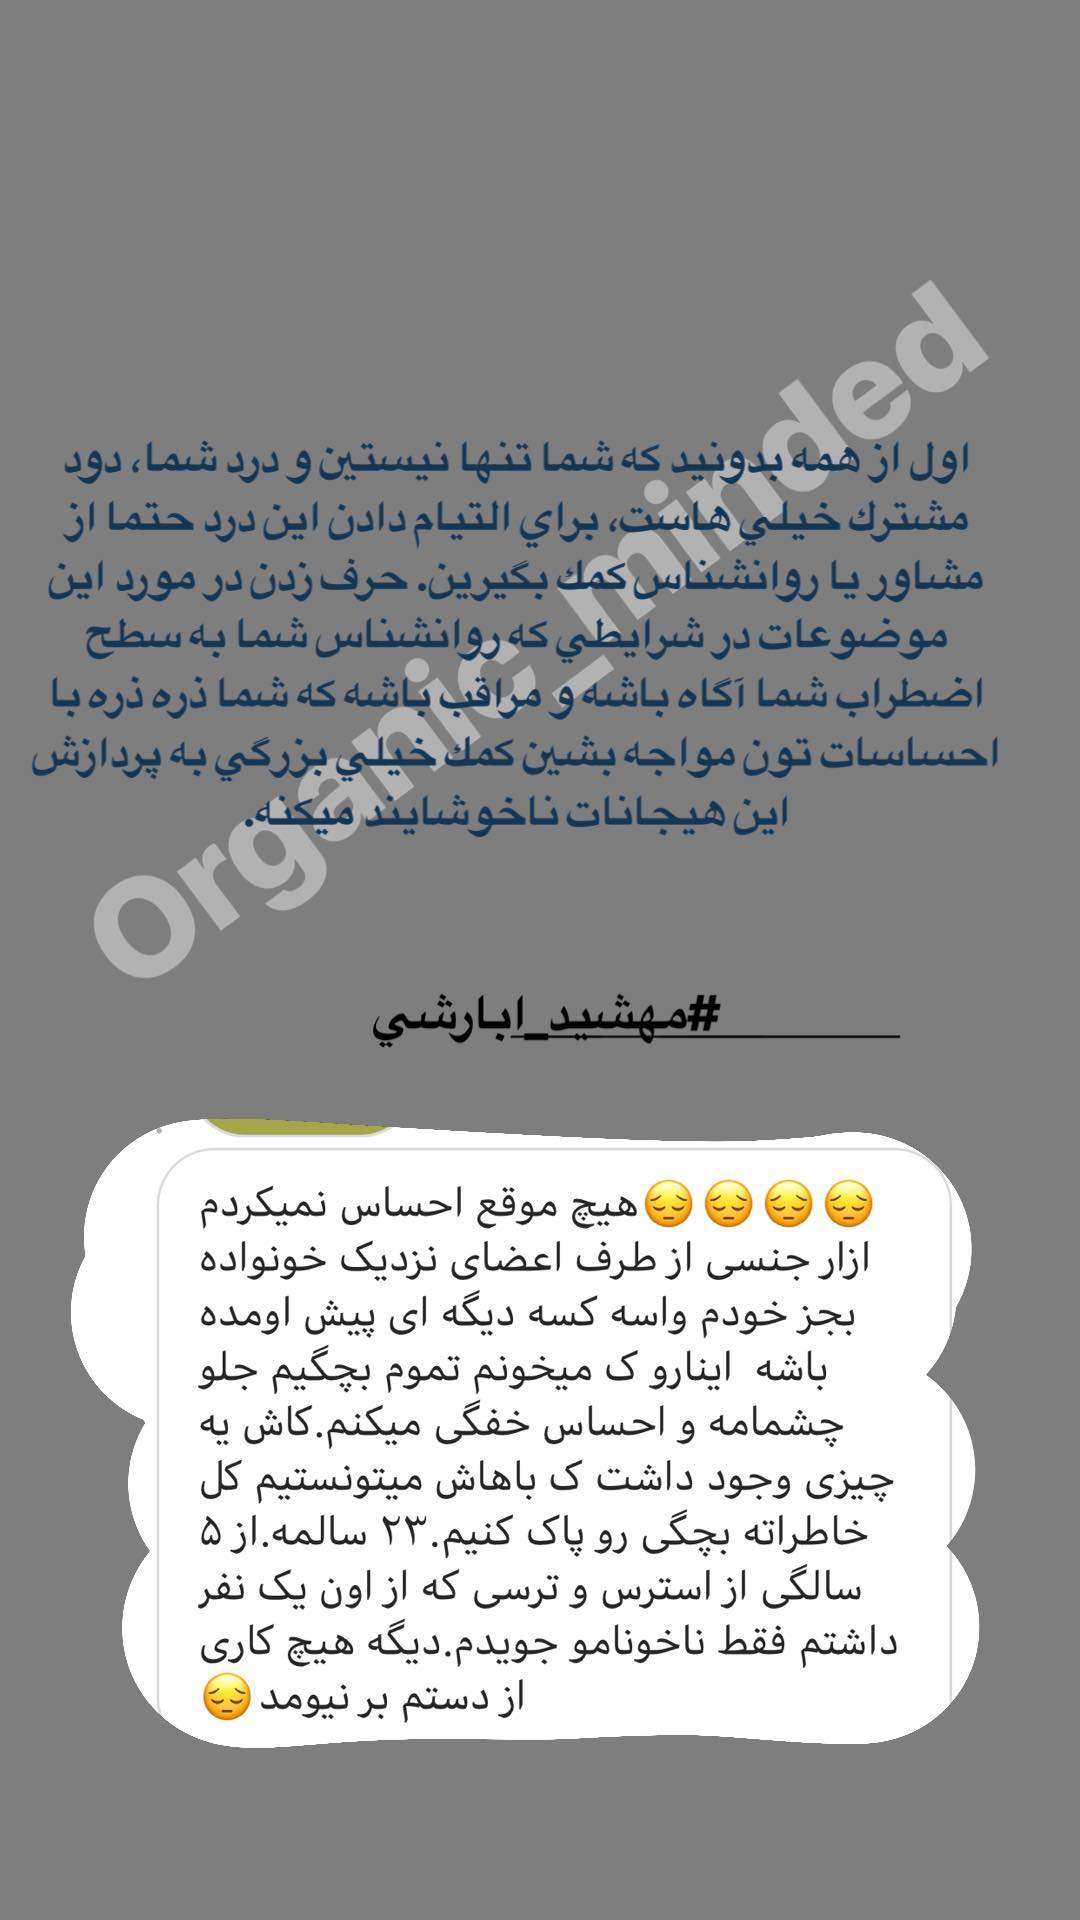 اول از همه بدونید که شما تنها نیستین و درد شما، دود
مشترك خیلي هاست، براي التیام دادن این درد حتما از
مشاور یا روانشناس كمك بگیرین. حرف زدن در مورد این
موضوعات در شرایطي که روانشناس شما به سطح
اضطراب شما آگاه باشه و مراقب باشه که شما ذره ذره با
احساسات تون مواجه بشین كمك خیلي بزرگي به پردازش
این هیجانات ناخوشایند میکنه.
Organic_minded
#مهشید_ابارشي
😔😔😔😔هیچ موقع احساس نمیکردم
ازار جنسی از طرف اعضای نزدیک خونواده
بجز خودم واسه کسه دیگه ای پیش اومده
باشه اینارو ک میخونم تموم بچگیم جلو
چشمامه و احساس خفگی میکنم.کاش یه
چیزی وجود داشت ک باهاش میتونستیم کل
خاطراته بچگی رو پاک کنیم.۲۳ سالمه.از ۵
سالگی از استرس و ترسی که از اون یک نفر
داشتم فقط ناخونامو جویدم.دیگه هیچ کاری
از دستم بر نیومد😔